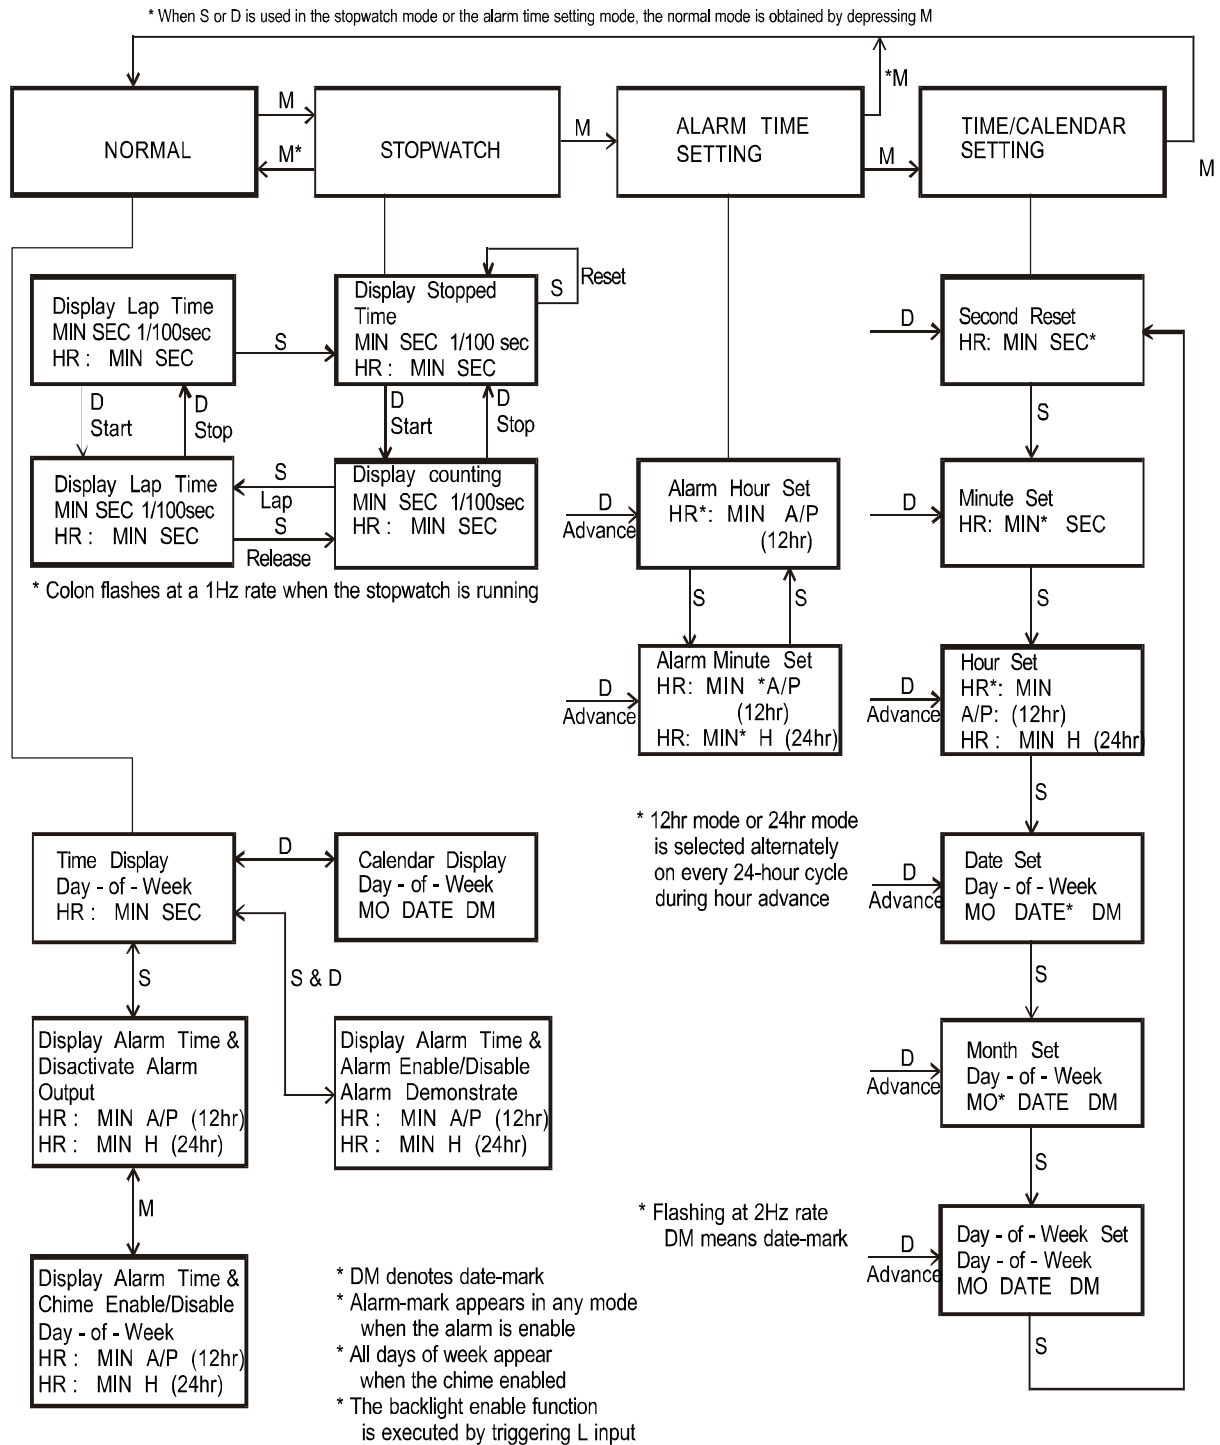 * When S or D is used in the stopwatch mode or the alarm time setting mode, the normal mode is obtained by depressing M
*M
NORMAL
M
M*
STOPWATCH
M
ALARM TIME
SETTING
M
TIME/CALENDAR
SETTING
M
Display Lap Time
MIN SEC 1/100sec
HR : MIN SEC
S
Display Stopped
Time
MIN SEC 1/100 sec
HR : MIN SEC
S
Reset
D
Start
D
Stop
D
Start
D
Stop
Display Lap Time
MIN SEC 1/100sec
HR : MIN SEC
S
Lap
S
Release
Display counting
MIN SEC 1/100sec
HR : MIN SEC
* Colon flashes at a 1Hz rate when the stopwatch is running
D
Advance
Alarm Hour Set
HR*: MIN A/P
(12hr)
S
S
D
Advance
Alarm Minute Set
HR: MIN *A/P
(12hr)
HR: MIN* H (24hr)
* 12hr mode or 24hr mode
is selected alternately
on every 24-hour cycle
during hour advance
D
Second Reset
HR: MIN SEC*
S
D
Minute Set
HR: MIN* SEC
S
D
Advance
Hour Set
HR*: MIN
A/P: (12hr)
HR : MIN H (24hr)
S
D
Advance
Date Set
Day - of - Week
MO DATE* DM
S
D
Advance
Month Set
Day - of - Week
MO* DATE DM
S
* Flashing at 2Hz rate
DM means date-mark
D
Advance
Day - of - Week Set
Day - of - Week
MO DATE DM
S
Time Display
Day - of - Week
HR : MIN SEC
D
Calendar Display
Day - of - Week
MO DATE DM
S
S & D
Display Alarm Time &
Disactivate Alarm
Output
HR : MIN A/P (12hr)
HR : MIN H (24hr)
Display Alarm Time &
Alarm Enable/Disable
Alarm Demonstrate
HR : MIN A/P (12hr)
HR : MIN H (24hr)
M
Display Alarm Time &
Chime Enable/Disable
Day - of - Week
HR : MIN A/P (12hr)
HR : MIN H (24hr)
* DM denotes date-mark
* Alarm-mark appears in any mode
when the alarm is enable
* All days of week appear
when the chime enabled
* The backlight enable function
is executed by triggering L input